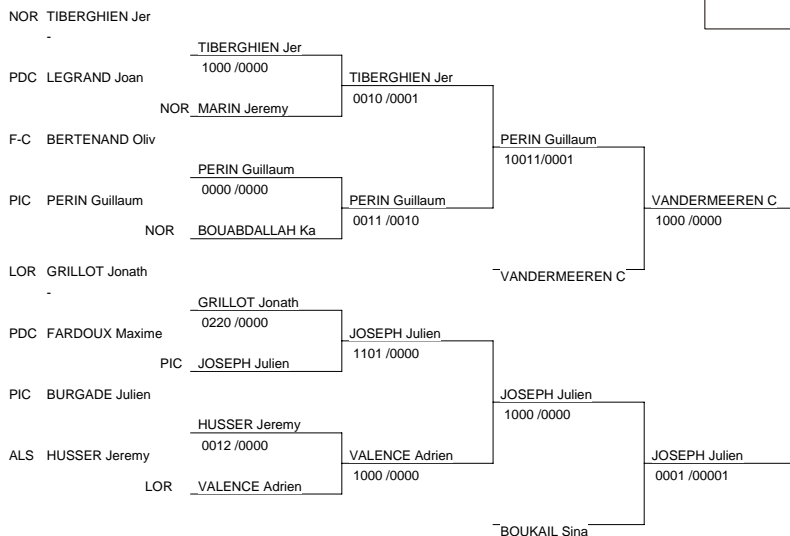 NOR TIBERGHIEN Jer
-
TIBERGHIEN Jer
1000 /0000
PDC LEGRAND Joan
TIBERGHIEN Jer
0010 /0001
NOR MARIN Jeremy
F-C BERTENAND Oliv
PERIN Guillaum
10011/0001
PERIN Guillaum
0000 /0000
PIC PERIN Guillaum
PERIN Guillaum
0011 /0010
VANDERMEEREN C
1000 /0000
NOR BOUABDALLAH Ka
LOR GRILLOT Jonath
-
VANDERMEEREN C
GRILLOT Jonath
0220 /0000
PDC FARDOUX Maxime
JOSEPH Julien
1101 /0000
PIC JOSEPH Julien
PIC BURGADE Julien
JOSEPH Julien
1000 /0000
HUSSER Jeremy
0012 /0000
ALS HUSSER Jeremy
VALENCE Adrien
1000 /0000
JOSEPH Julien
0001 /00001
LOR VALENCE Adrien
BOUKAIL Sina